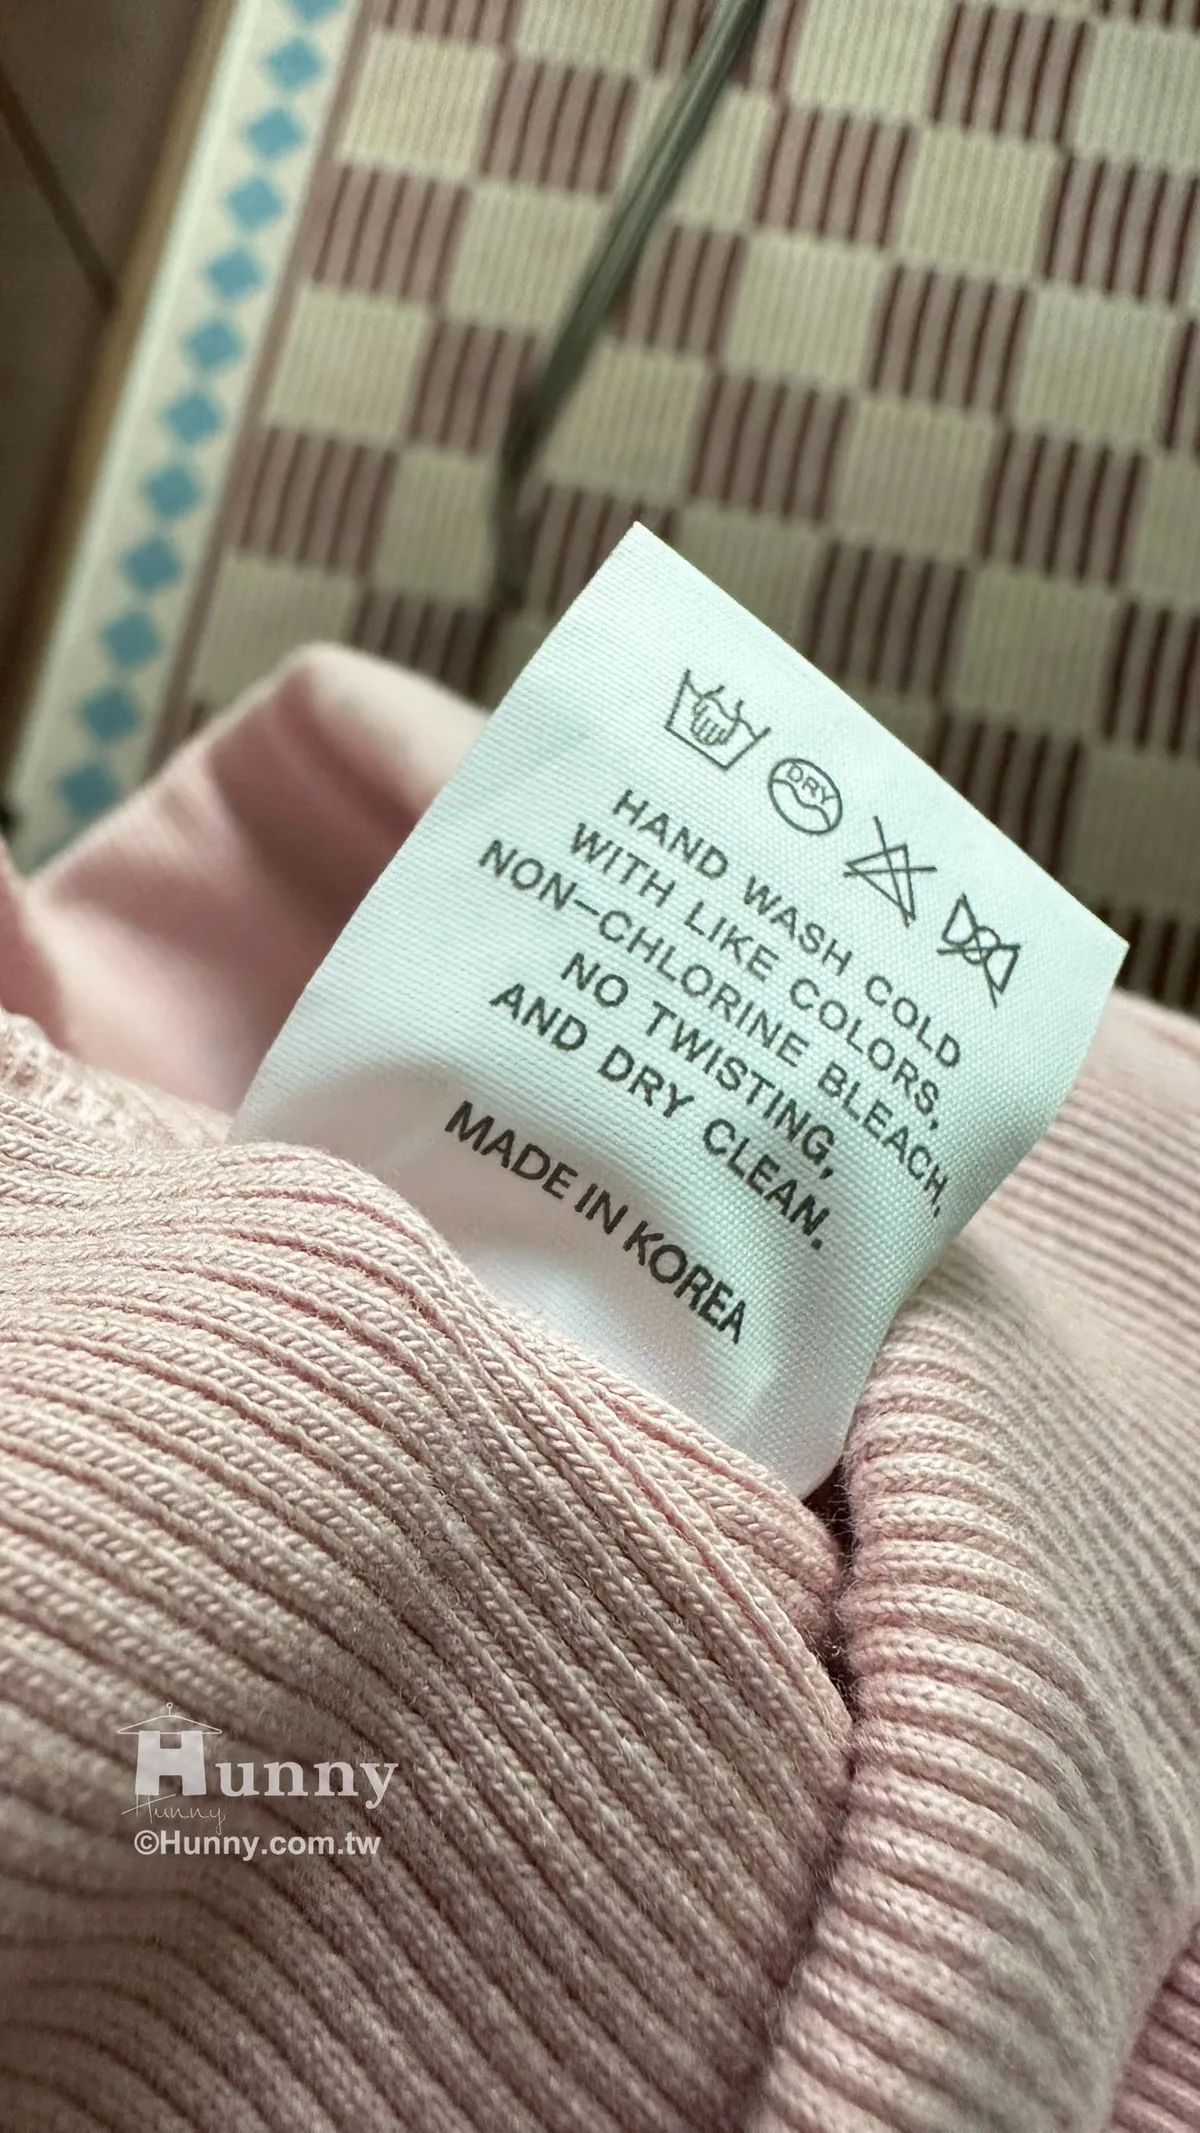 DRY
HAND WASH COLD
WITH LIKE COLORS,
NON-CHLORINE BLEACH,
NO TWISTING,
AND DRY CLEAN.
MADE IN KOREA
Hunny
Hunny
©Hunny.com.tw